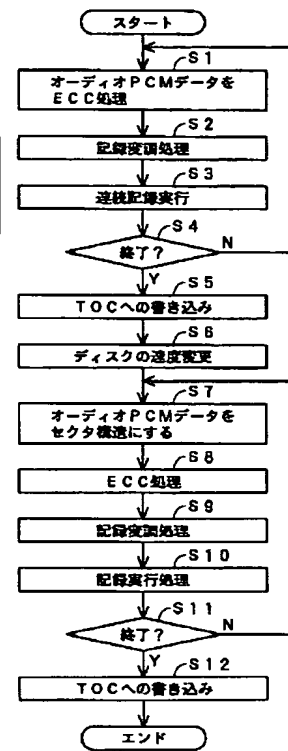 スタート
S1
オーディオPCMデータを
ECC処理
S2
記録変調処理
S3
連続記録実行
S4
終了?
N
Y
S5
TOCへの書き込み
S6
ディスクの速度変更
S7
オーディオPCMデータを
セクタ構造にする
S8
ECC処理
S9
記録変調処理
S10
記録実行処理
S11
終了?
N
Y
S12
TOCへの書き込み
エンド